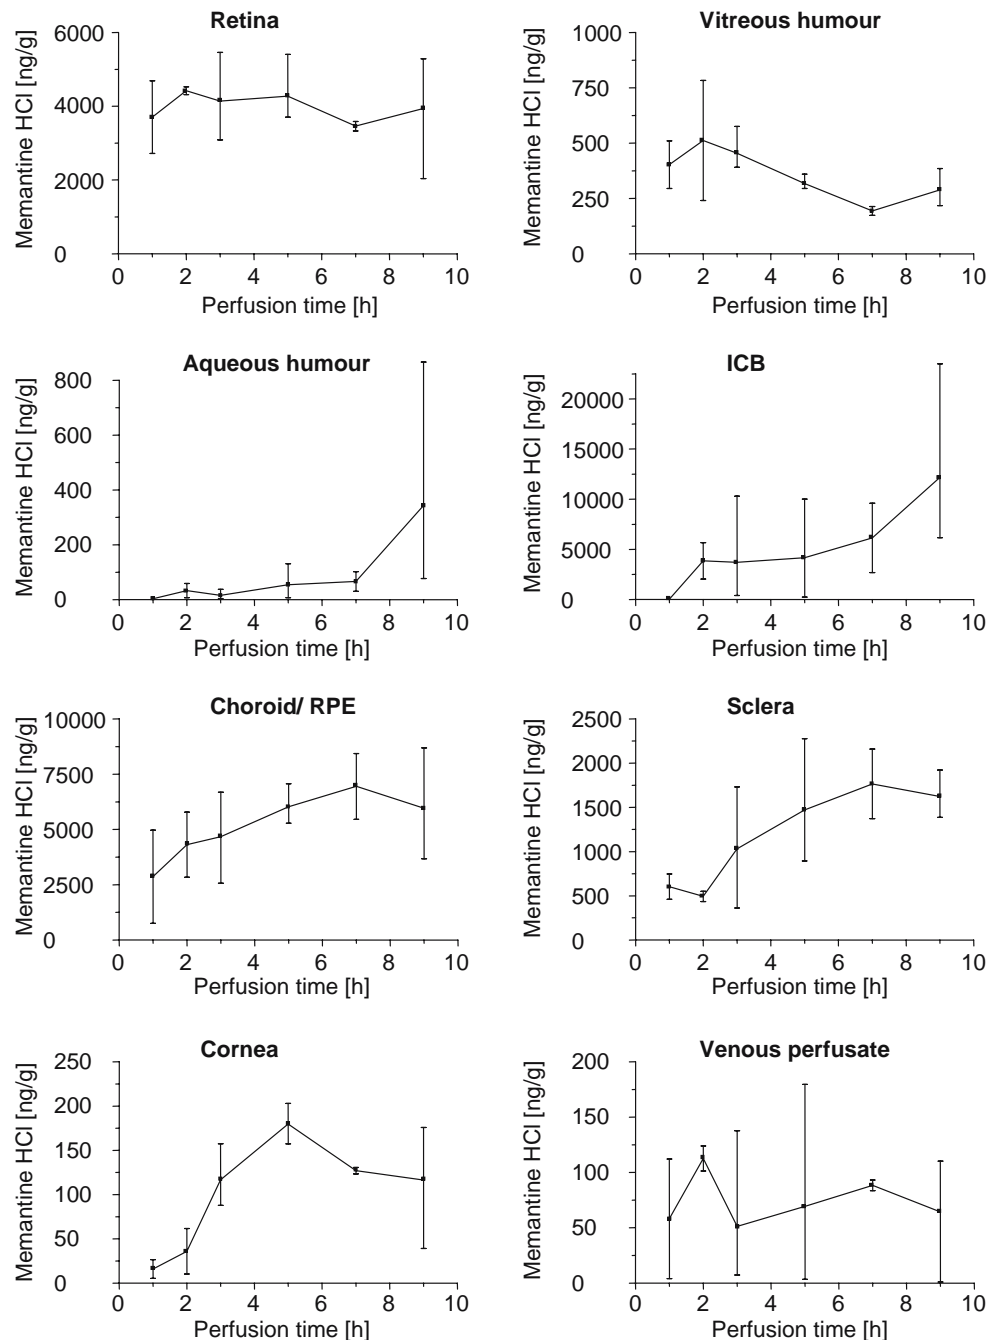 Retina
Memantine HCl [ng/g]
6000
4000
2000
0
0 2 4 6 8 10
Perfusion time [h]
Vitreous humour
Memantine HCl [ng/g]
1000
750
500
250
0
0 2 4 6 8 10
Perfusion time [h]
Aqueous humour
Memantine HCl [ng/g]
800
600
400
200
0
0 2 4 6 8 10
Perfusion time [h]
ICB
Memantine HCl [ng/g]
20000
15000
10000
5000
0
0 2 4 6 8 10
Perfusion time [h]
Choroid/ RPE
Memantine HCl [ng/g]
10000
7500
5000
2500
0
0 2 4 6 8 10
Perfusion time [h]
Sclera
Memantine HCl [ng/g]
2500
2000
1500
1000
500
0
0 2 4 6 8 10
Perfusion time [h]
Cornea
Memantine HCl [ng/g]
250
200
150
100
50
0
0 2 4 6 8 10
Perfusion time [h]
Venous perfusate
Memantine HCl [ng/g]
200
150
100
50
0
0 2 4 6 8 10
Perfusion time [h]